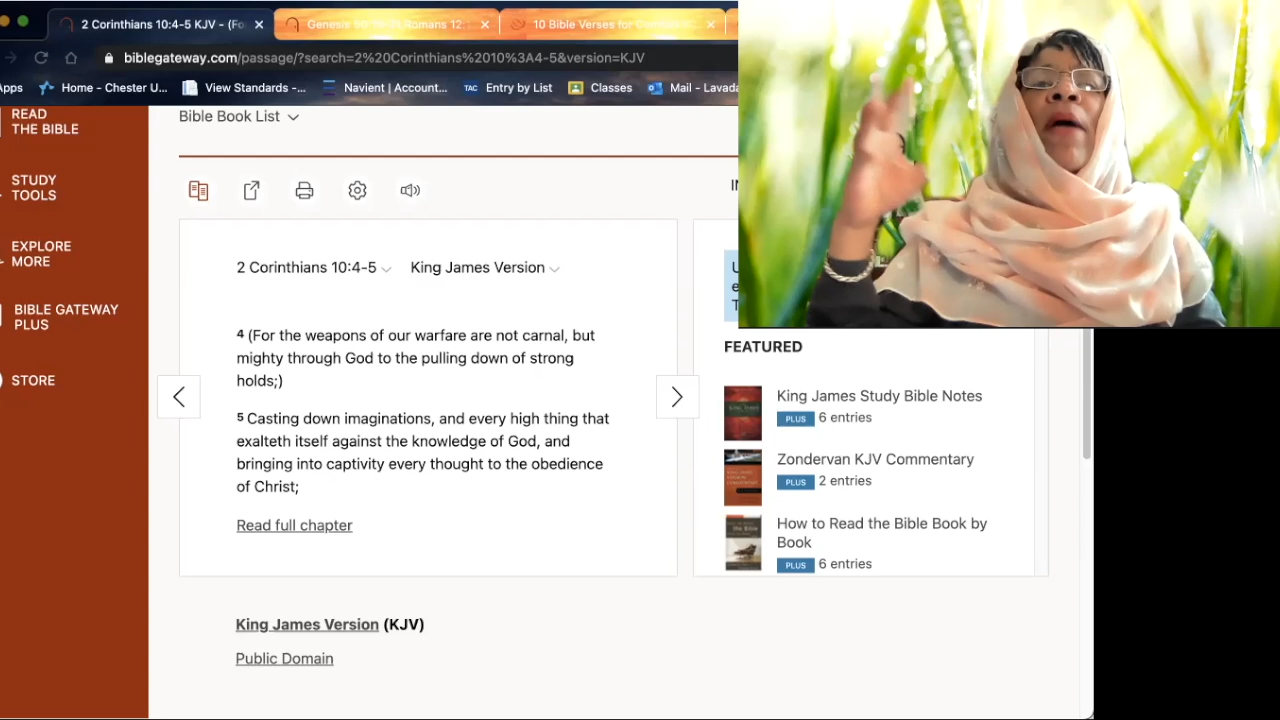 2 Corinthians 10:4-5 KJV - (Fo
Genesis Romans 12:
10 Bible Verses for
biblegateway.com/passage/?search=2%20Corinthians%2010%3A4-5&version=KJV
Apps
Home - Chester U...
View Standards -...
Navient | Account...
TAC Entry by List
Classes
Mail - Lavada
READ
THE BIBLE
STUDY
TOOLS
EXPLORE
MORE
BIBLE GATEWAY
PLUS
STORE
Bible Book List
2 Corinthians 10:4-5 King James Version
4 (For the weapons of our warfare are not carnal, but
mighty through God to the pulling down of strong
holds;)
5 Casting down imaginations, and every high thing that
exalteth itself against the knowledge of God, and
bringing into captivity every thought to the obedience
of Christ;
Read full chapter
King James Version (KJV)
Public Domain
FEATURED
King James Study Bible Notes
PLUS 6 entries
Zondervan KJV Commentary
PLUS 2 entries
How to Read the Bible Book by
Book
PLUS 6 entries